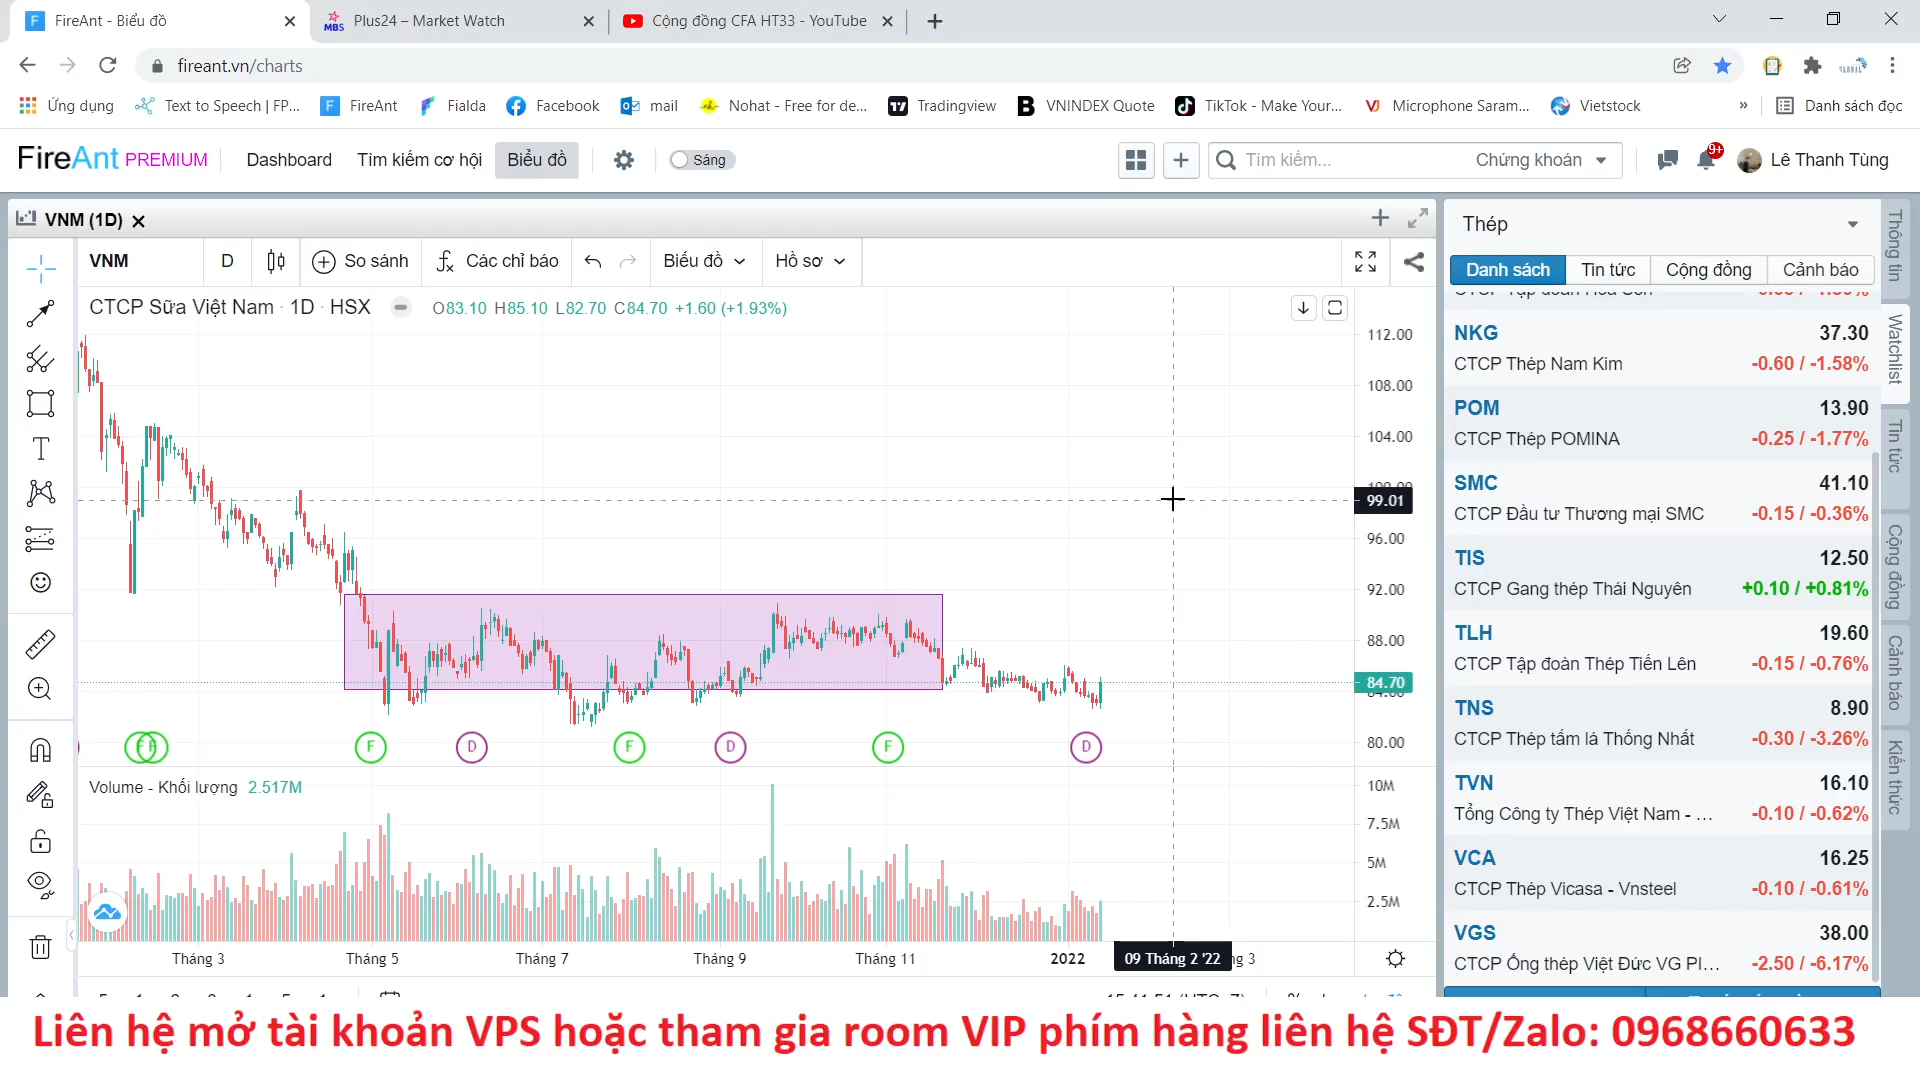 FireAnt - Biểu đồ
Plus24 – Market Watch
Cộng đồng CFA HT33 - YouTube
fireant.vn/charts
Ứng dụng
Text to Speech | FP...
FireAnt
Fialda
Facebook
mail
Nohat - Free for de...
Tradingview
VNINDEX Quote
TikTok - Make Your...
Microphone Saram...
Vietstock
»
Danh sách đọc
FireAnt PREMIUM
Dashboard
Tìm kiếm cơ hội
Biểu đồ
Sáng
Tìm kiếm...
Chứng khoán
9+
Lê Thanh Tùng
VNM (1D)
VNM
D
So sánh
Các chỉ báo
Biểu đồ
Hồ sơ
CTCP Sữa Việt Nam · 1D · HSX
O83.10 H85.10 L82.70 C84.70 +1.60 (+1.93%)
112.00
108.00
104.00
99.01
96.00
92.00
88.00
84.70
80.00
F
F
F
D
F
D
F
D
Volume - Khối lượng 2.517M
10M
7.5M
5M
2.5M
Tháng 3
Tháng 5
Tháng 7
Tháng 9
Tháng 11
2022
09 Tháng 2 '22
Thép
Danh sách
Tin tức
Cộng đồng
Cảnh báo
NKG 37.30
CTCP Thép Nam Kim -0.60 / -1.58%
POM 13.90
CTCP Thép POMINA -0.25 / -1.77%
SMC 41.10
CTCP Đầu tư Thương mại SMC -0.15 / -0.36%
TIS 12.50
CTCP Gang thép Thái Nguyên +0.10 / +0.81%
TLH 19.60
CTCP Tập đoàn Thép Tiến Lên -0.15 / -0.76%
TNS 8.90
CTCP Thép tấm lá Thống Nhất -0.30 / -3.26%
TVN 16.10
Tổng Công ty Thép Việt Nam - ... -0.10 / -0.62%
VCA 16.25
CTCP Thép Vicasa - Vnsteel -0.10 / -0.61%
VGS 38.00
CTCP Ống thép Việt Đức VG PI... -2.50 / -6.17%
Thông tin
Watchlist
Tin tức
Cộng đồng
Cảnh báo
Kiến thức
Liên hệ mở tài khoản VPS hoặc tham gia room VIP phím hàng liên hệ SĐT/Zalo: 0968660633